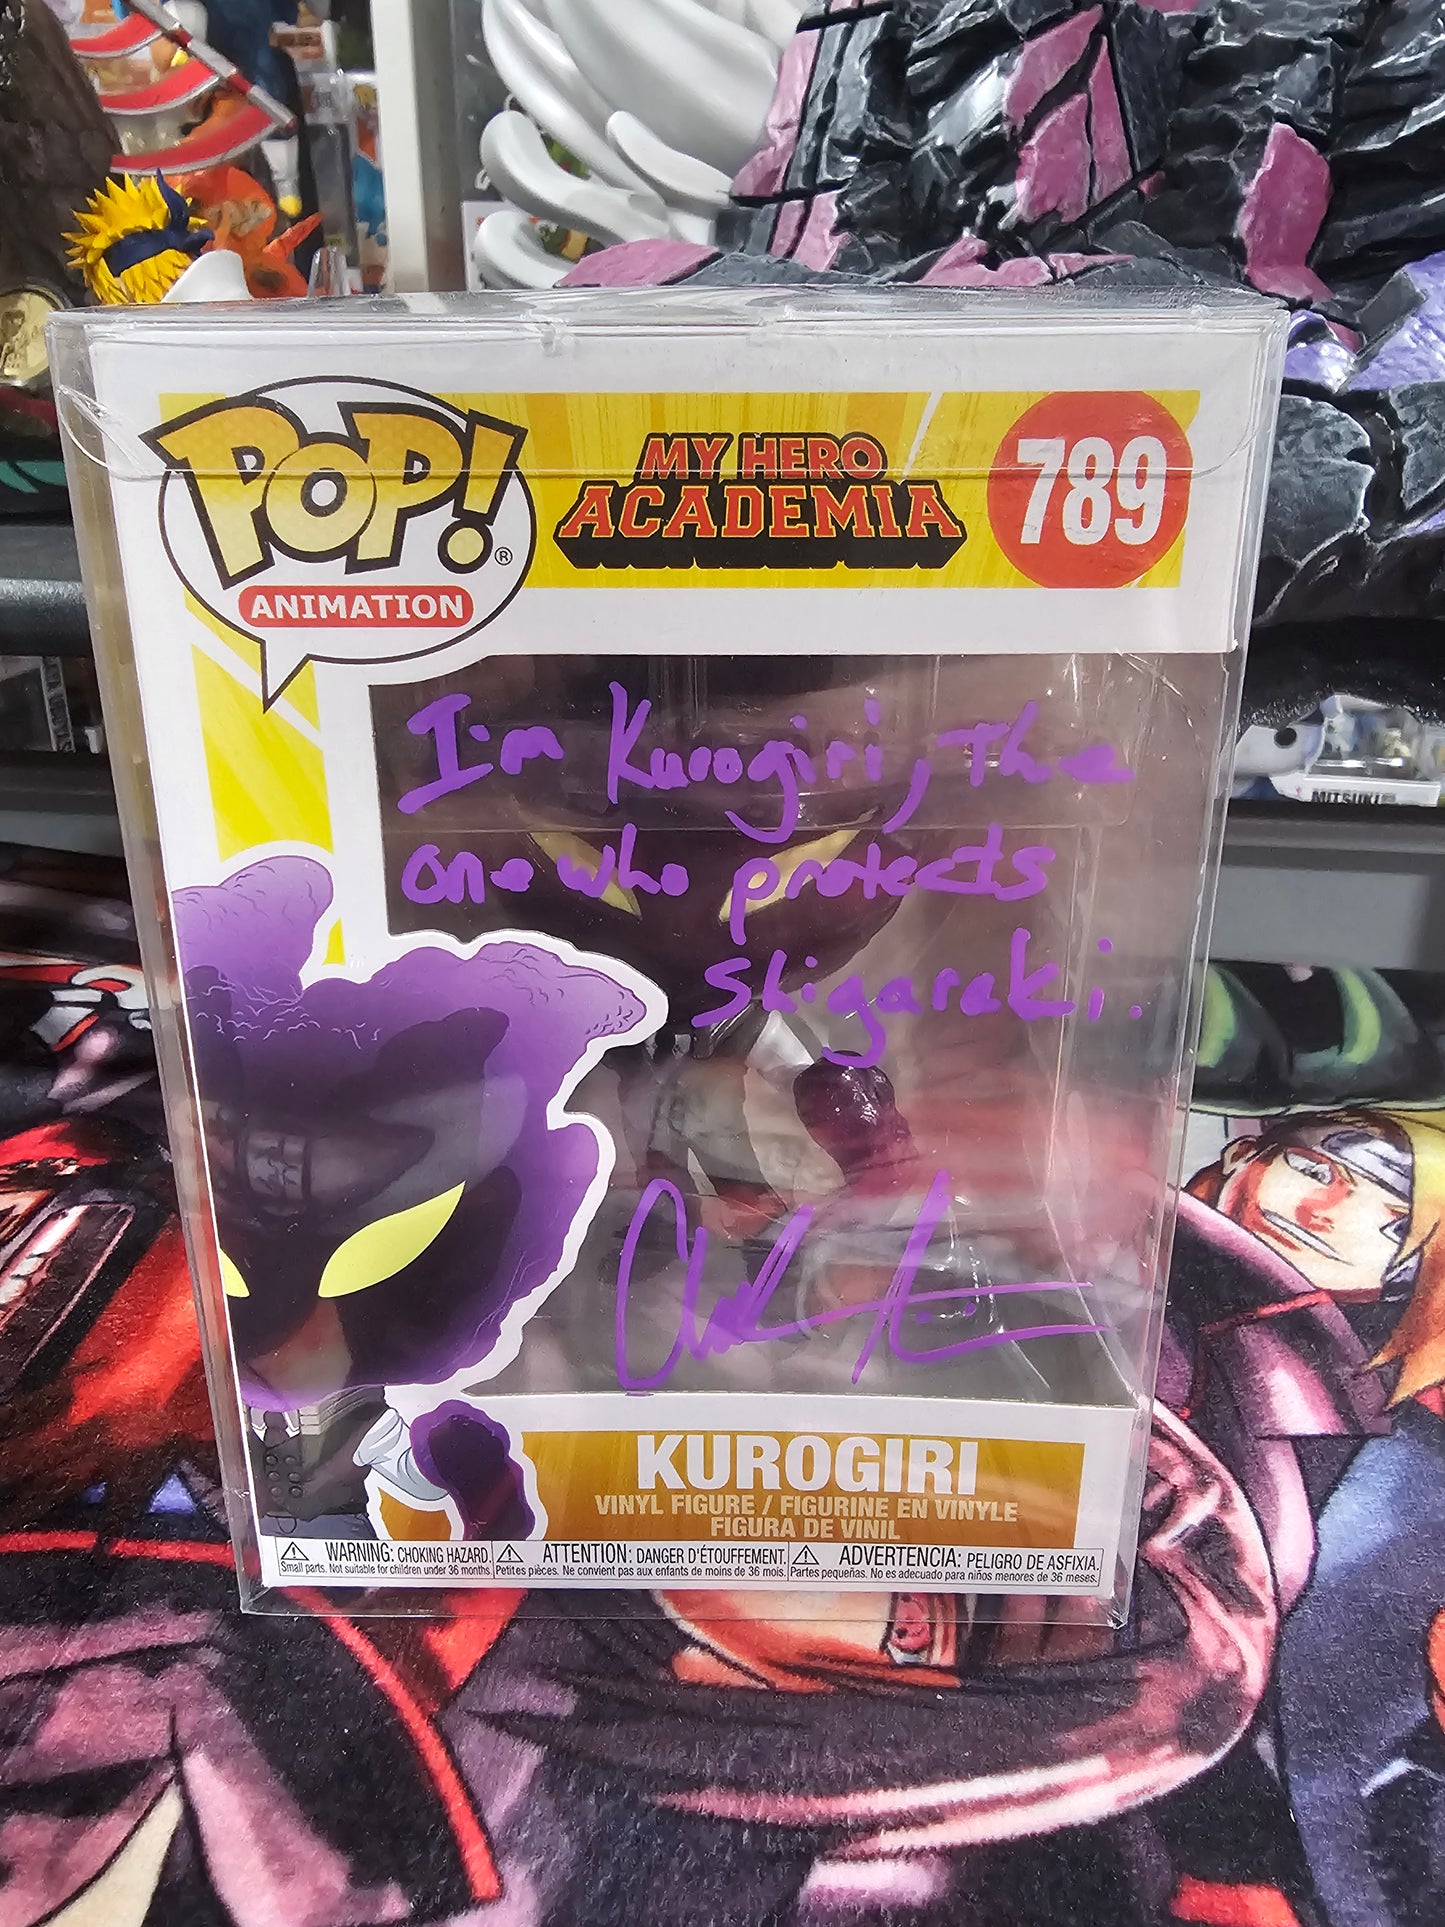 POP! ®
ANIMATION
MY HERO
ACADEMIA
789
I'm Kurogiri, The
one who protects
Shigaraki.
KUROGIRI
VINYL FIGURE / FIGURINE EN VINYLE
FIGURA DE VINIL
WARNING: CHOKING HAZARD.
Small parts. Not suitable for children under 36 months.
ATTENTION: DANGER D'ÉTOUFFEMENT.
Petites pièces. Ne convient pas aux enfants de moins de 36 mois.
ADVERTENCIA: PELIGRO DE ASFIXIA.
Partes pequeñas. No es adecuado para niños menores de 36 meses.
MITSUKI